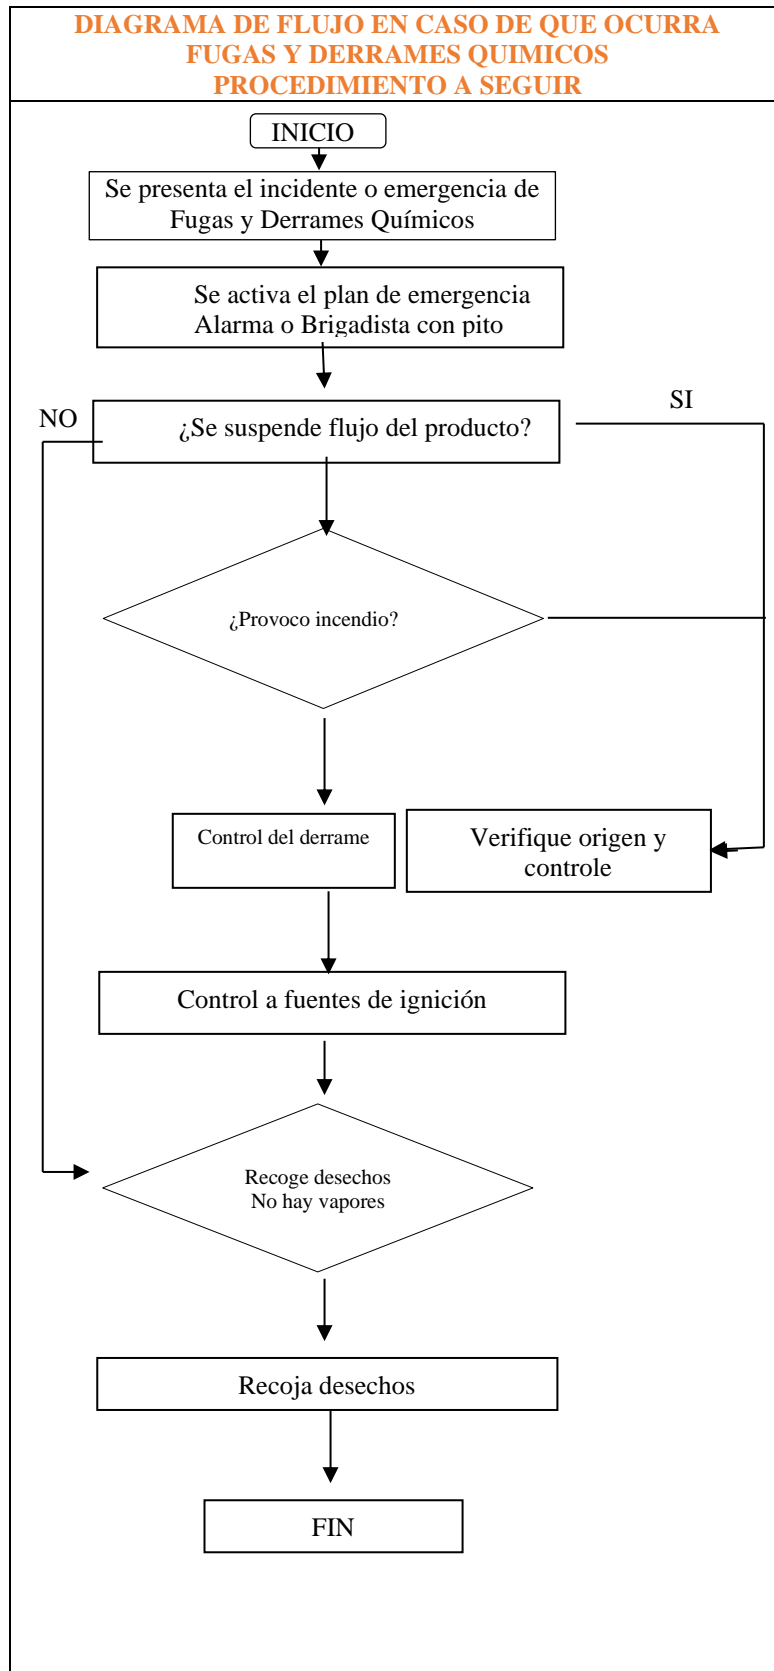 DIAGRAMA DE FLUJO EN CASO DE QUE OCURRA
FUGAS Y DERRAMES QUIMICOS
PROCEDIMIENTO A SEGUIR
INICIO
Se presenta el incidente o emergencia de
Fugas y Derrames Químicos
Se activa el plan de emergencia
Alarma o Brigadista con pito
NO
¿Se suspende flujo del producto?
SI
¿Provoco incendio?
Control del derrame
Verifique origen y
controle
Control a fuentes de ignición
Recoge desechos
No hay vapores
Recoja desechos
FIN